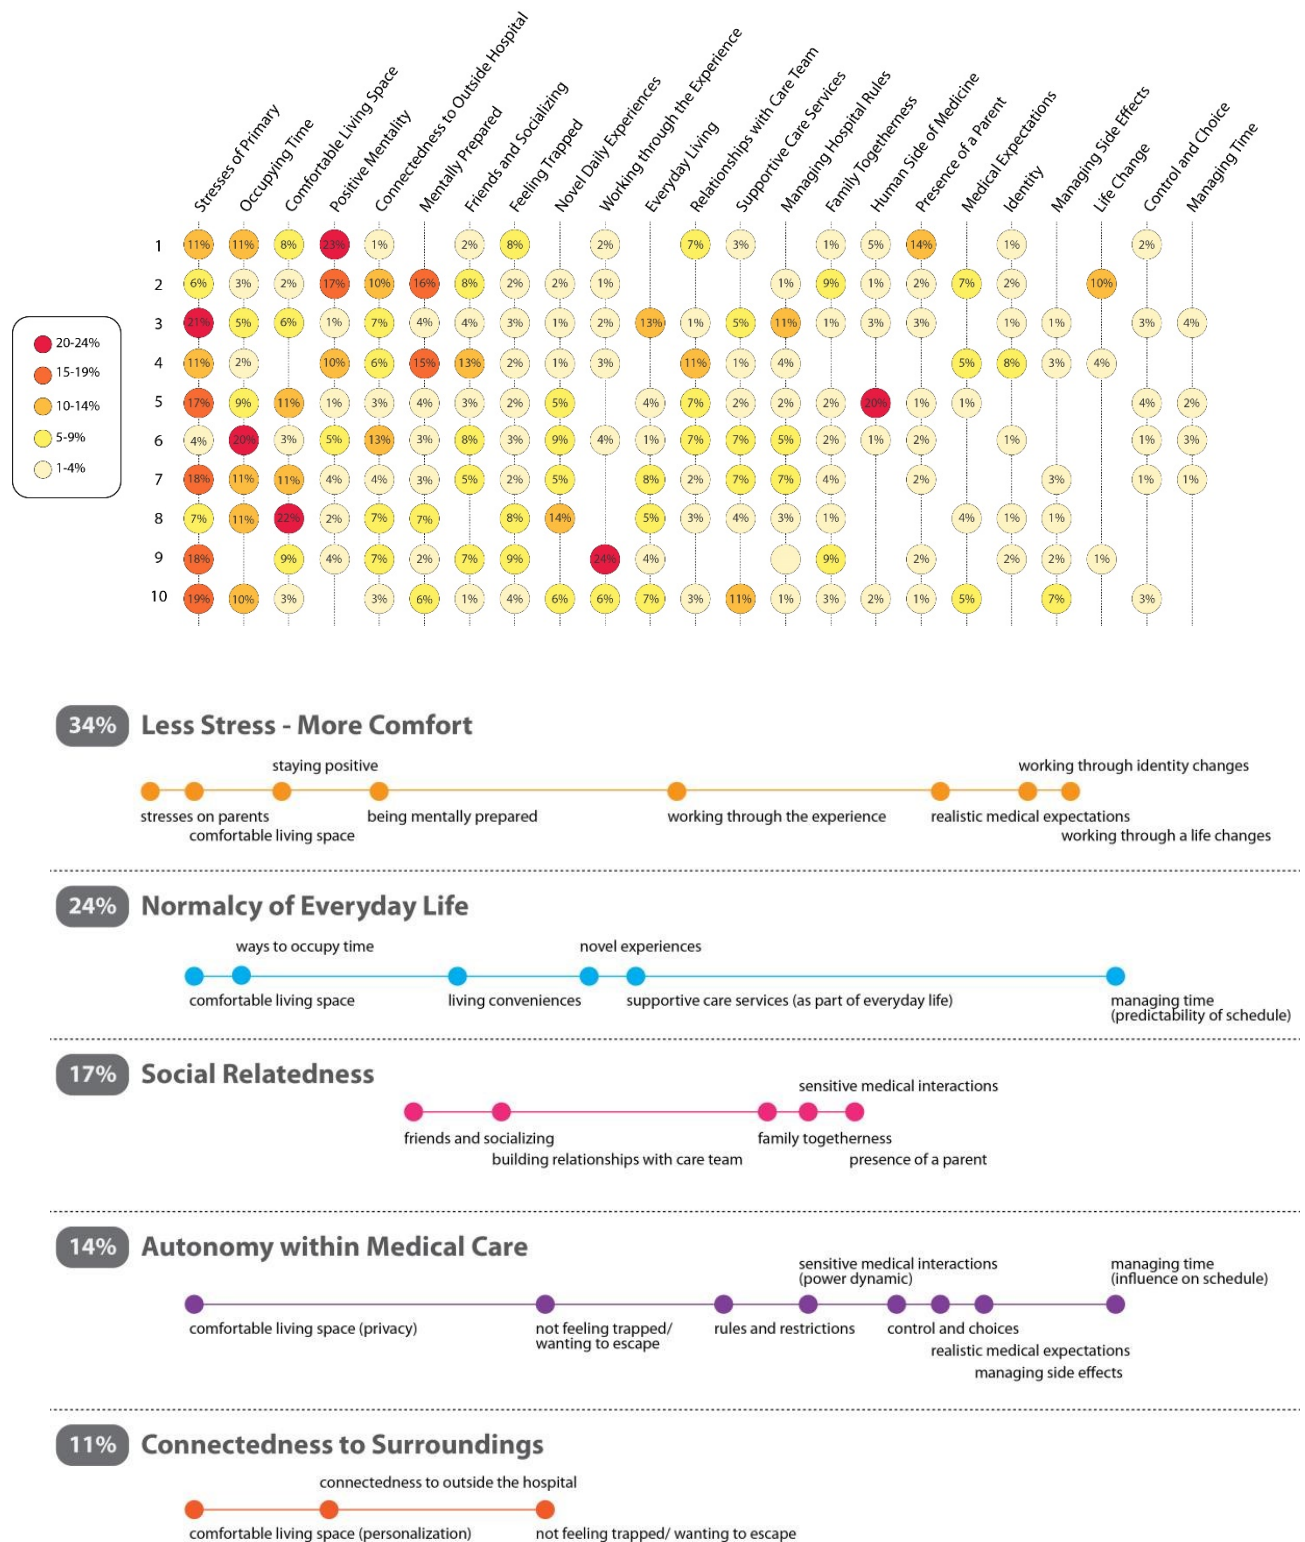 Stresses of Primary
Occupying Time
Comfortable Living Space
Positive Mentality
Connectedness to Outside Hospital
Mentally Prepared
Friends and Socializing
Feeling Trapped
Novel Daily Experiences
Working through the Experience
Everyday Living
Relationships with Care Team
Supportive Care Services
Managing Hospital Rules
Family Togetherness
Human Side of Medicine
Presence of a Parent
Medical Expectations
Identity
Managing Side Effects
Life Change
Control and Choice
Managing Time
1 11% 11% 8% 23% 1% 2% 8% 2% 7% 3% 1% 5% 14% 1% 2%
2 6% 3% 2% 17% 10% 16% 8% 2% 2% 1% 1% 9% 1% 2% 7% 2% 10%
3 21% 5% 6% 1% 7% 4% 4% 3% 1% 2% 13% 1% 5% 11% 1% 3% 3% 1% 1% 3% 4%
4 11% 2% 10% 6% 15% 13% 2% 1% 3% 11% 1% 4% 5% 8% 3% 4%
5 17% 9% 11% 1% 3% 4% 3% 2% 5% 4% 7% 2% 2% 2% 20% 1% 1% 4% 2%
6 4% 20% 3% 5% 13% 3% 8% 3% 9% 4% 1% 7% 7% 5% 2% 1% 2% 1% 1% 3%
7 18% 11% 11% 4% 4% 3% 5% 2% 5% 8% 2% 7% 7% 4% 2% 3% 1% 1%
8 7% 11% 22% 2% 7% 7% 8% 14% 5% 3% 4% 3% 1% 4% 1% 1%
9 18% 9% 4% 7% 2% 7% 9% 24% 4% 9% 2% 2% 2% 1%
10 19% 10% 3% 3% 6% 1% 4% 6% 6% 7% 3% 11% 1% 3% 2% 1% 5% 7% 3%
20-24%
15-19%
10-14%
5-9%
1-4%
34% Less Stress - More Comfort
staying positive
working through identity changes
stresses on parents
being mentally prepared
working through the experience
realistic medical expectations
comfortable living space
working through a life changes
24% Normalcy of Everyday Life
ways to occupy time
novel experiences
comfortable living space
living conveniences
supportive care services (as part of everyday life)
managing time
(predictability of schedule)
17% Social Relatedness
sensitive medical interactions
friends and socializing
family togetherness
building relationships with care team
presence of a parent
14% Autonomy within Medical Care
sensitive medical interactions
(power dynamic)
managing time
(influence on schedule)
comfortable living space (privacy)
not feeling trapped/
wanting to escape
rules and restrictions
control and choices
realistic medical expectations
managing side effects
11% Connectedness to Surroundings
connectedness to outside the hospital
comfortable living space (personalization)
not feeling trapped/ wanting to escape